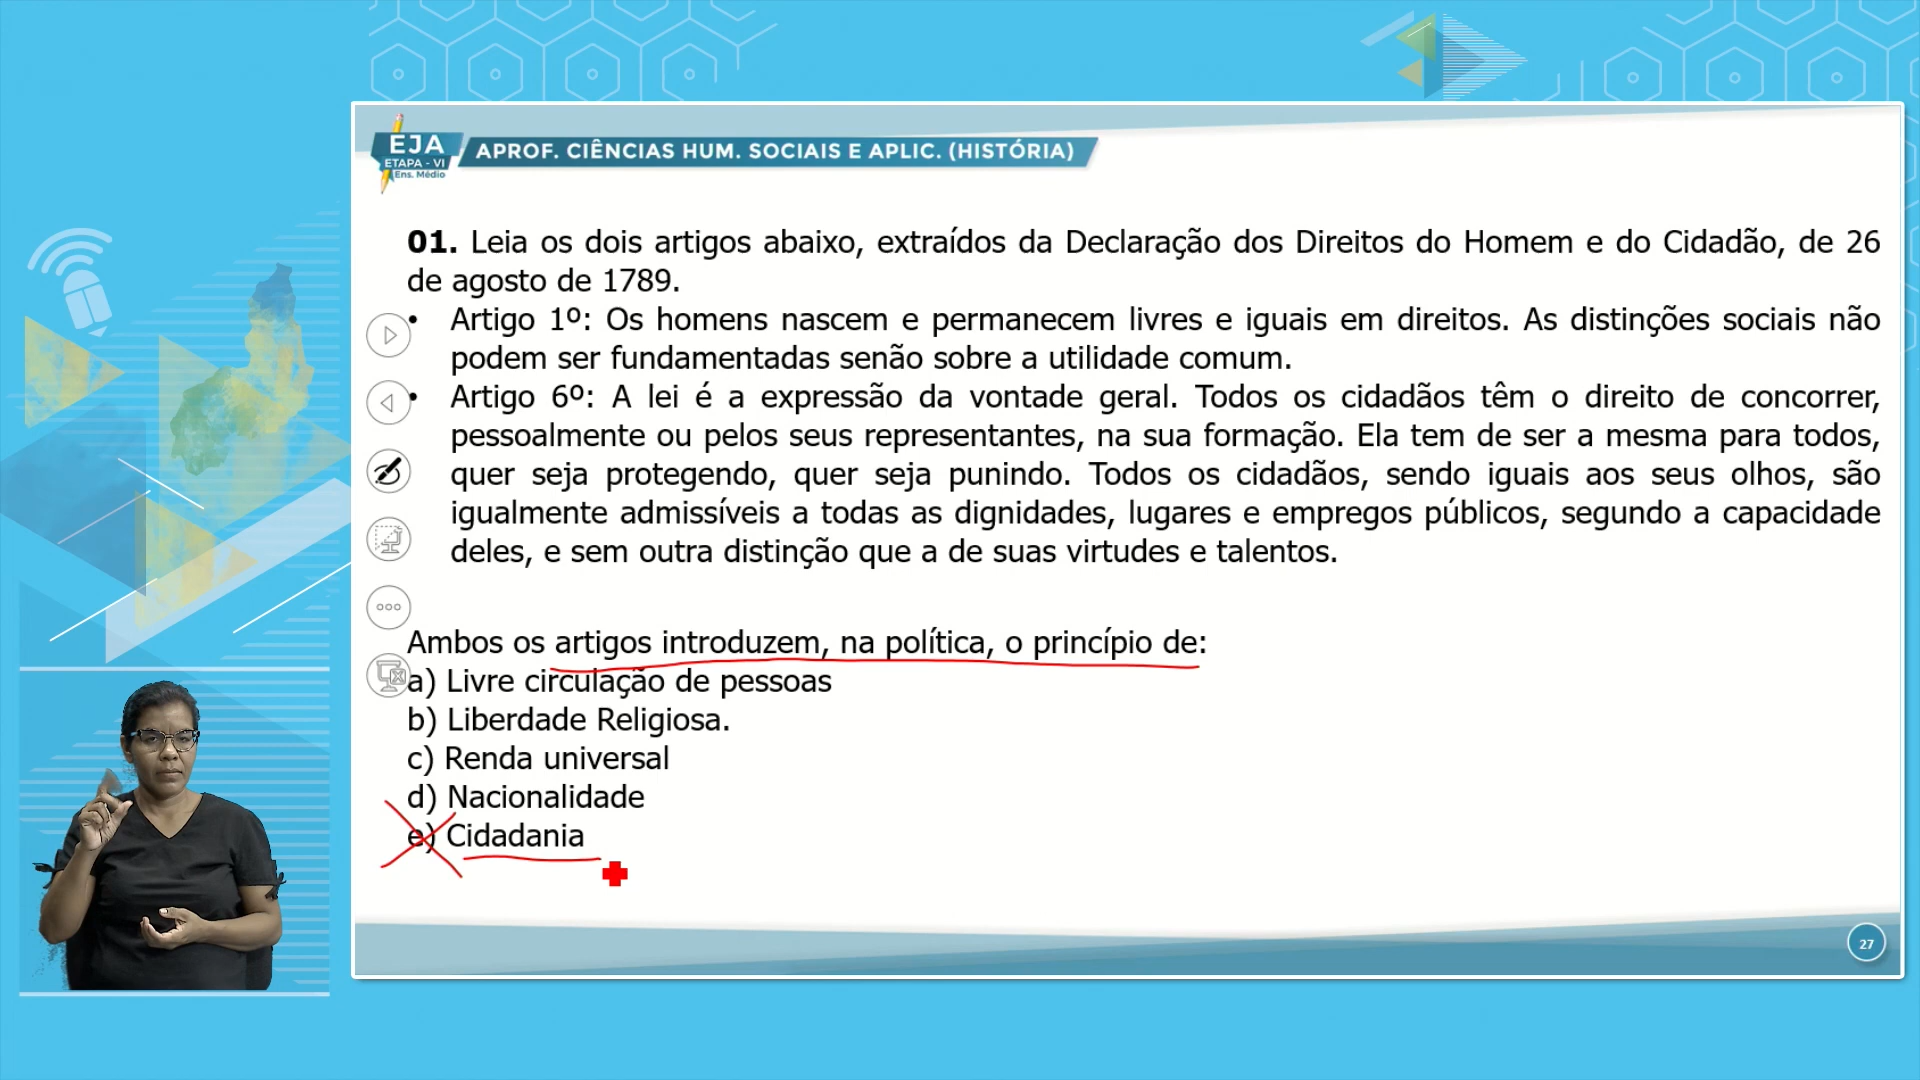 EJA
ETAPA - VI
Ens. Médio
APROF. CIÊNCIAS HUM. SOCIAIS E APLIC. (HISTÓRIA)
01. Leia os dois artigos abaixo, extraídos da Declaração dos Direitos do Homem e do Cidadão, de 26
de agosto de 1789.
• Artigo 1º: Os homens nascem e permanecem livres e iguais em direitos. As distinções sociais não
podem ser fundamentadas senão sobre a utilidade comum.
• Artigo 6º: A lei é a expressão da vontade geral. Todos os cidadãos têm o direito de concorrer,
pessoalmente ou pelos seus representantes, na sua formação. Ela tem de ser a mesma para todos,
quer seja protegendo, quer seja punindo. Todos os cidadãos, sendo iguais aos seus olhos, são
igualmente admissíveis a todas as dignidades, lugares e empregos públicos, segundo a capacidade
deles, e sem outra distinção que a de suas virtudes e talentos.
Ambos os artigos introduzem, na política, o princípio de:
a) Livre circulação de pessoas
b) Liberdade Religiosa.
c) Renda universal
d) Nacionalidade
e) Cidadania
27